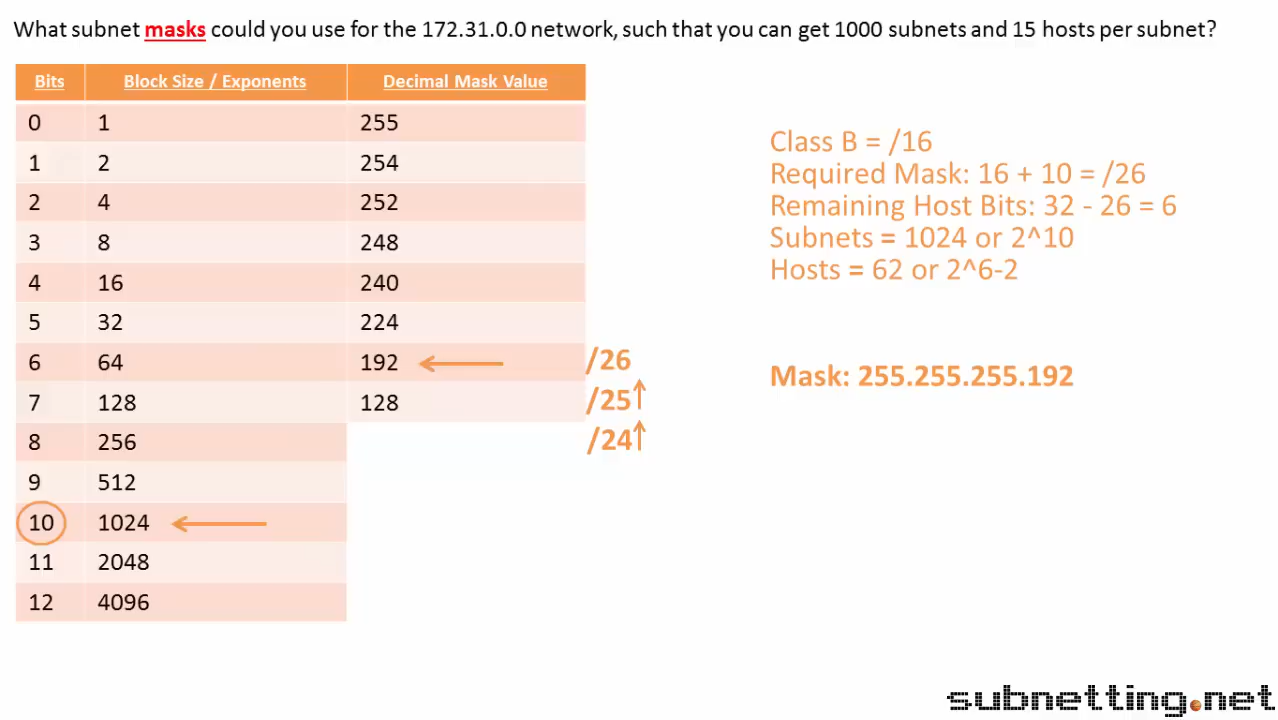 What subnet masks could you use for the 172.31.0.0 network, such that you can get 1000 subnets and 15 hosts per subnet?
Bits Block Size / Exponents Decimal Mask Value
0 1 255
1 2 254
2 4 252
3 8 248
4 16 240
5 32 224
6 64 192 /26
7 128 128 /25
8 256 /24
9 512
10 1024
11 2048
12 4096
Class B = /16
Required Mask: 16 + 10 = /26
Remaining Host Bits: 32 - 26 = 6
Subnets = 1024 or 2^10
Hosts = 62 or 2^6-2
Mask: 255.255.255.192
subnetting.net